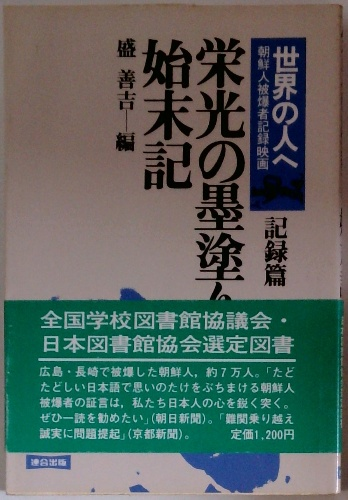 世界の人へ
朝鮮人被爆者記録映画
記録篇
栄光の墨塗
始末記
盛 善吉—編
全国学校図書館協議会・
日本図書館協会選定図書
広島・長崎で被爆した朝鮮人，約7万人。「たど
たどしい日本語で思いのたけをぶちまける朝鮮人
被爆者の証言は，私たち日本人の心を鋭く突く。
ぜひ一読を勧めたい」(朝日新聞)。「難関乗り越え
誠実に問題提起」(京都新聞)。
定価1,200円
連合出版